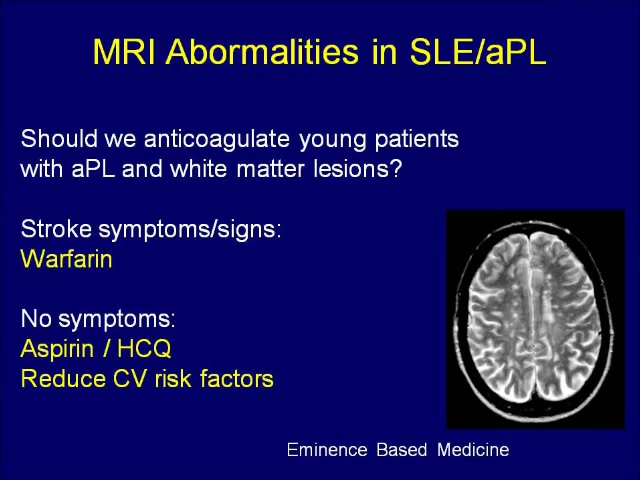 MRI Abormalities in SLE/aPL
Should we anticoagulate young patients
with aPL and white matter lesions?
Stroke symptoms/signs:
Warfarin
No symptoms:
Aspirin / HCQ
Reduce CV risk factors
Eminence Based Medicine